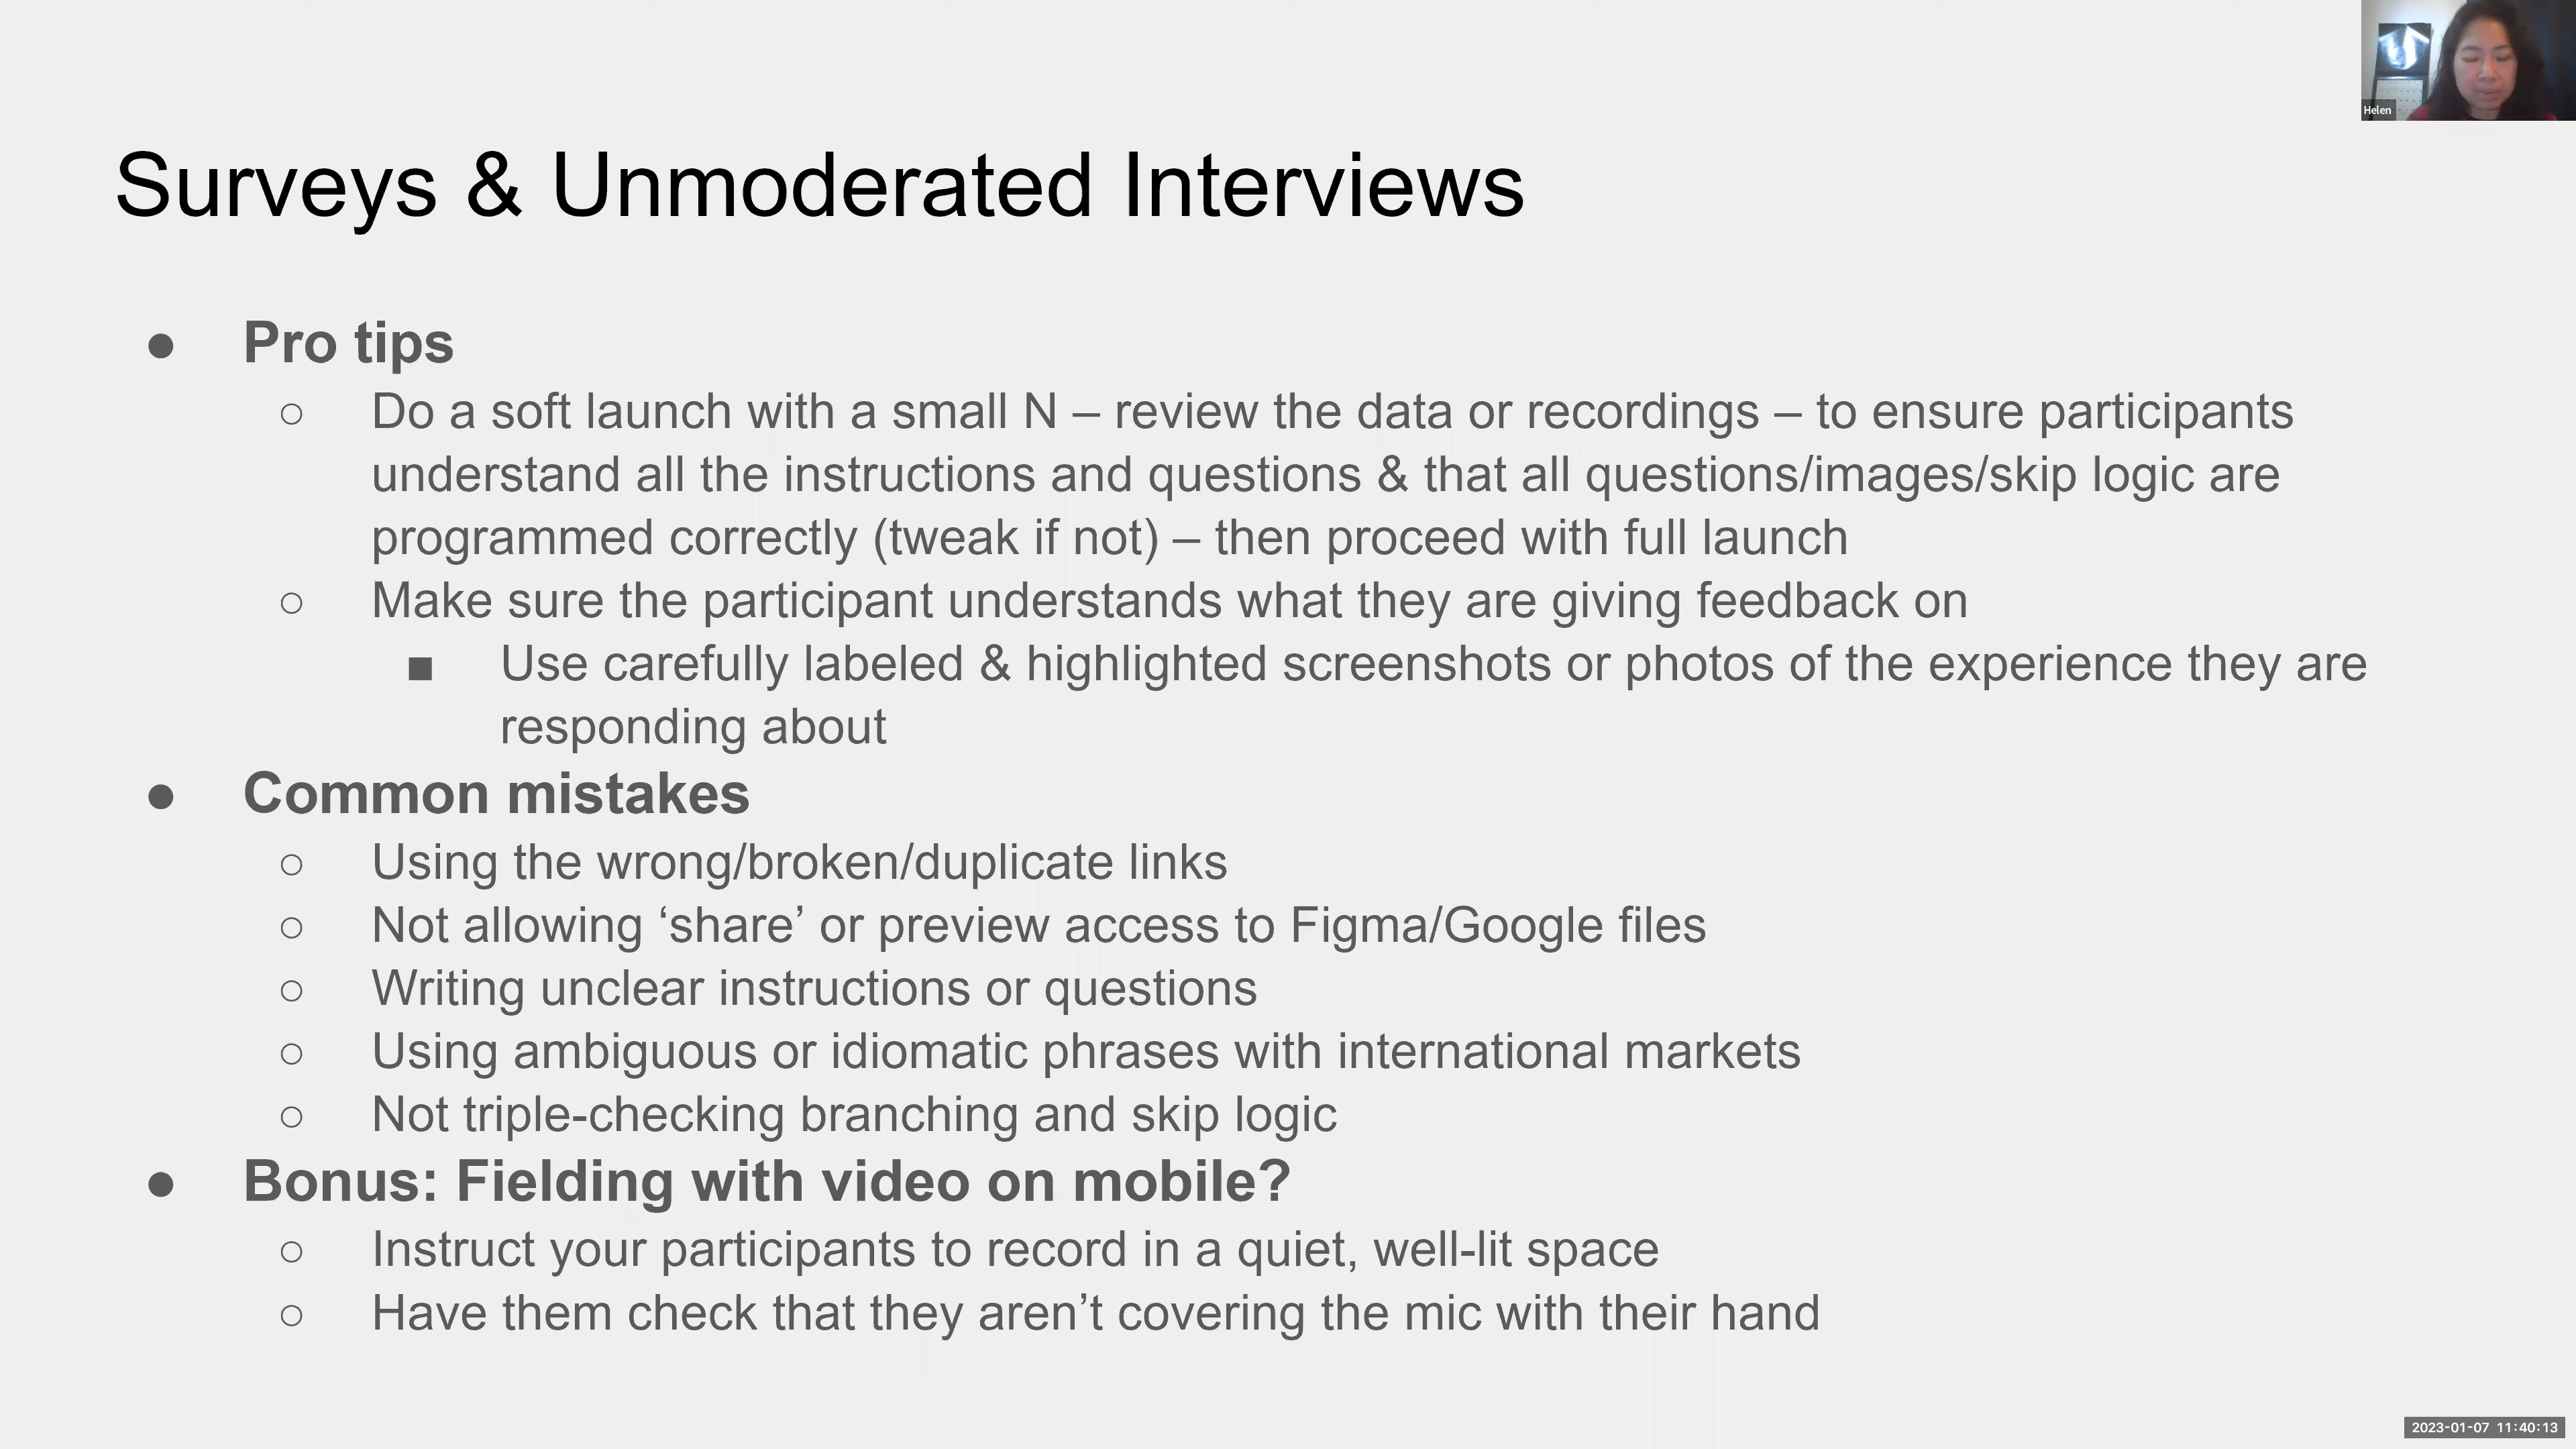 Helen
Surveys & Unmoderated Interviews
● Pro tips
○ Do a soft launch with a small N – review the data or recordings – to ensure participants
understand all the instructions and questions & that all questions/images/skip logic are
programmed correctly (tweak if not) – then proceed with full launch
○ Make sure the participant understands what they are giving feedback on
■ Use carefully labeled & highlighted screenshots or photos of the experience they are
responding about
● Common mistakes
○ Using the wrong/broken/duplicate links
○ Not allowing ‘share’ or preview access to Figma/Google files
○ Writing unclear instructions or questions
○ Using ambiguous or idiomatic phrases with international markets
○ Not triple-checking branching and skip logic
● Bonus: Fielding with video on mobile?
○ Instruct your participants to record in a quiet, well-lit space
○ Have them check that they aren’t covering the mic with their hand
2023-01-07 11:40:13